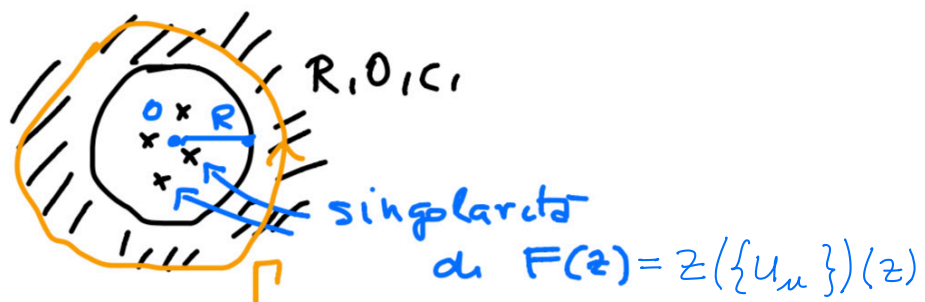 R, O, C,
O
R
singolarità
di F(z) = Z({u_n})(z)
Γ